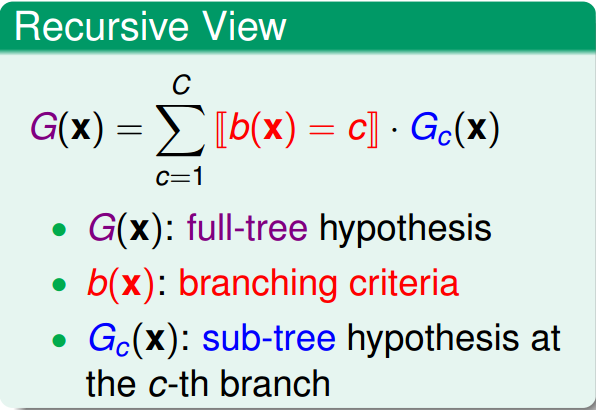 Recursive View
G(x) = ∑_{c=1}^{C} ⟦b(x) = c⟧ · G_c(x)
• G(x): full-tree hypothesis
• b(x): branching criteria
• G_c(x): sub-tree hypothesis at
the c-th branch